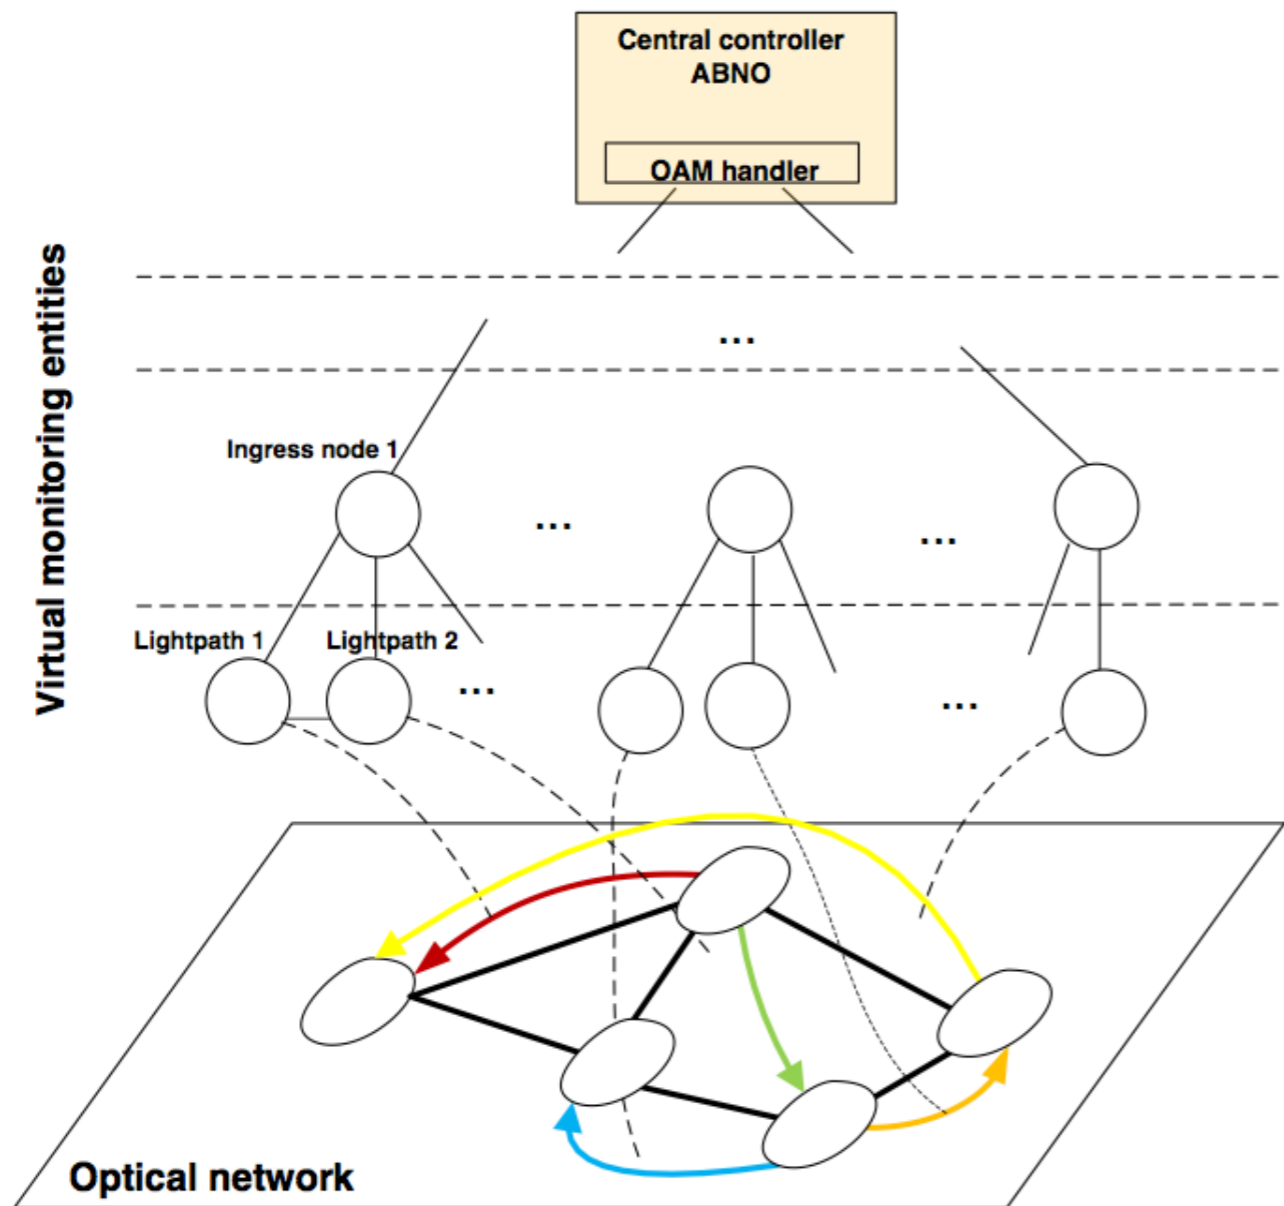 Central controller
ABNO
OAM handler
Virtual monitoring entities
...
Ingress node 1
...
...
Lightpath 1
Lightpath 2
...
...
Optical network